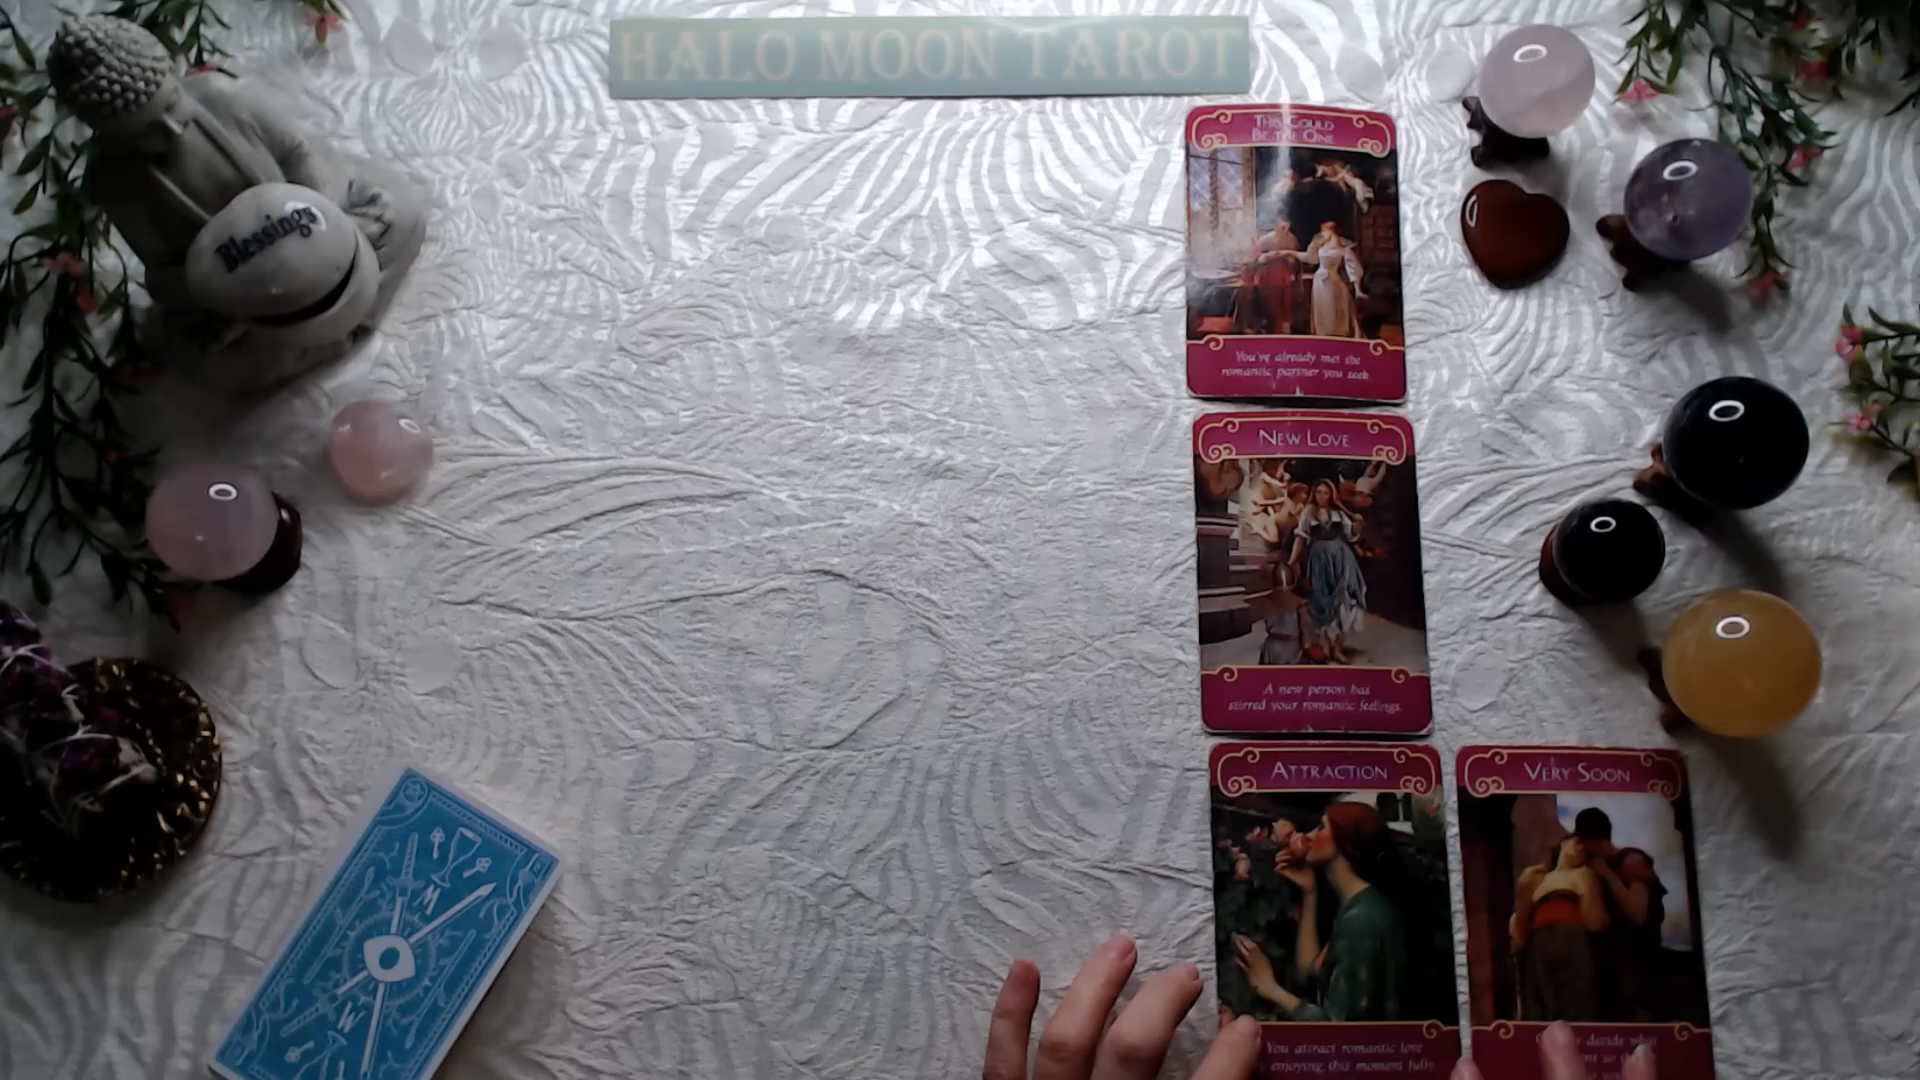 HALO MOON TAROT
Blessings
THIS COULD
BE THE ONE
You've already met the
romantic partner you seek
NEW LOVE
A new person has
stirred your romantic feelings.
ATTRACTION
You attract romantic love
enjoying this moment fully
VERY SOON
decide what
M
W